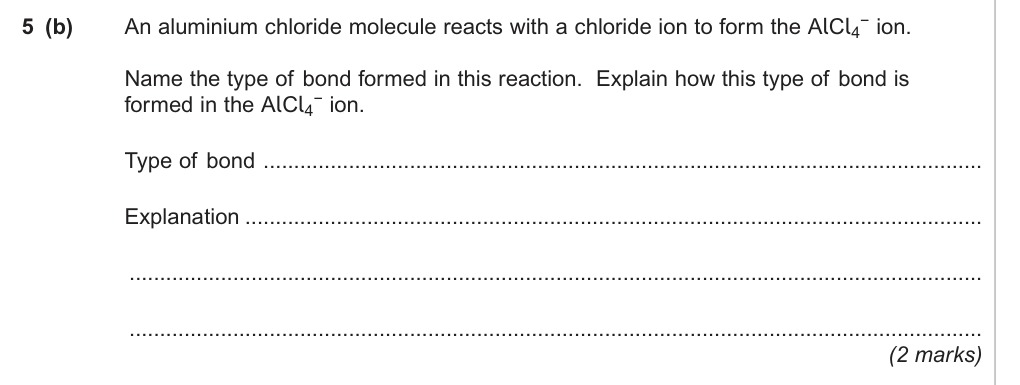 5 (b) An aluminium chloride molecule reacts with a chloride ion to form the AlCl₄⁻ ion.
Name the type of bond formed in this reaction. Explain how this type of bond is
formed in the AlCl₄⁻ ion.
Type of bond ........................................................................................................................
Explanation ...........................................................................................................................
..............................................................................................................................................
..............................................................................................................................................
(2 marks)